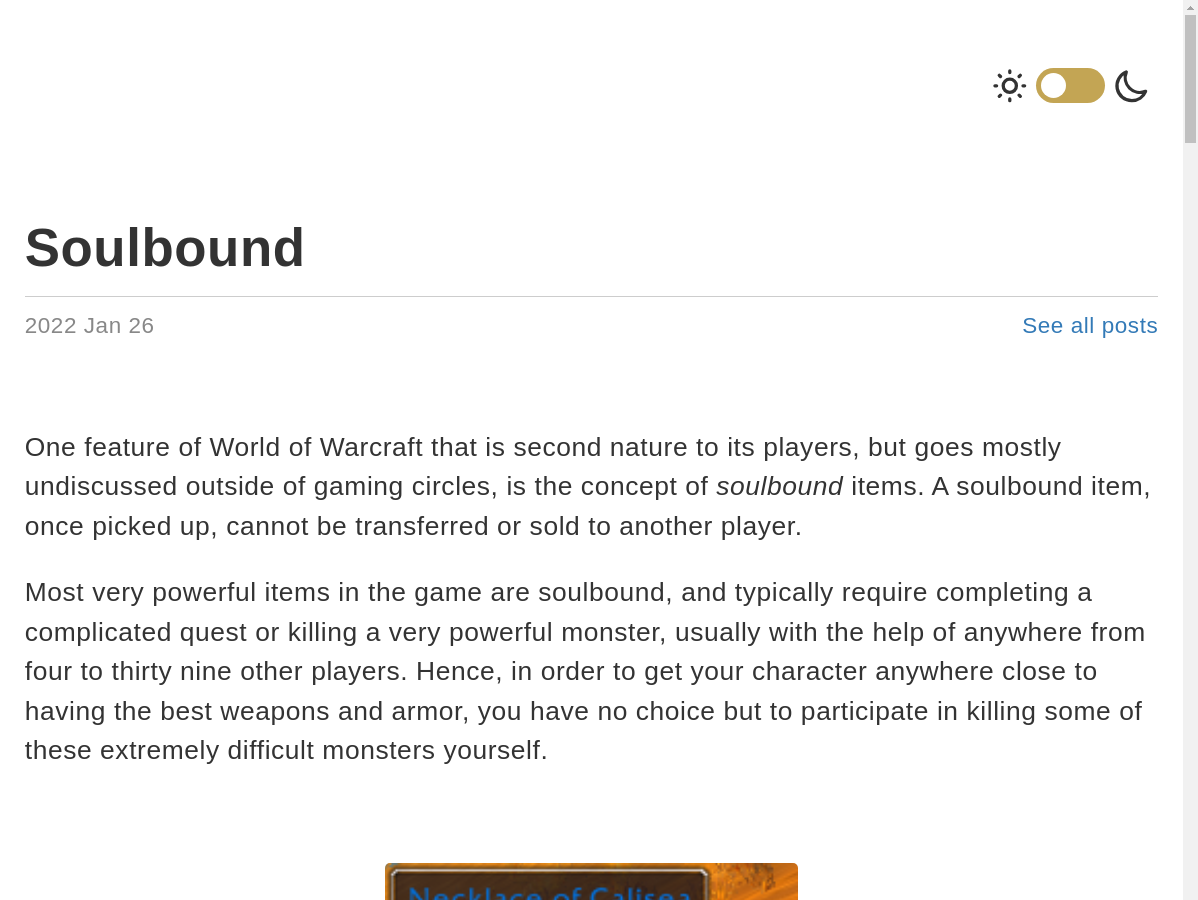 Soulbound
2022 Jan 26
See all posts
One feature of World of Warcraft that is second nature to its players, but goes mostly
undiscussed outside of gaming circles, is the concept of soulbound items. A soulbound item,
once picked up, cannot be transferred or sold to another player.
Most very powerful items in the game are soulbound, and typically require completing a
complicated quest or killing a very powerful monster, usually with the help of anywhere from
four to thirty nine other players. Hence, in order to get your character anywhere close to
having the best weapons and armor, you have no choice but to participate in killing some of
these extremely difficult monsters yourself.
Necklace of Calisea